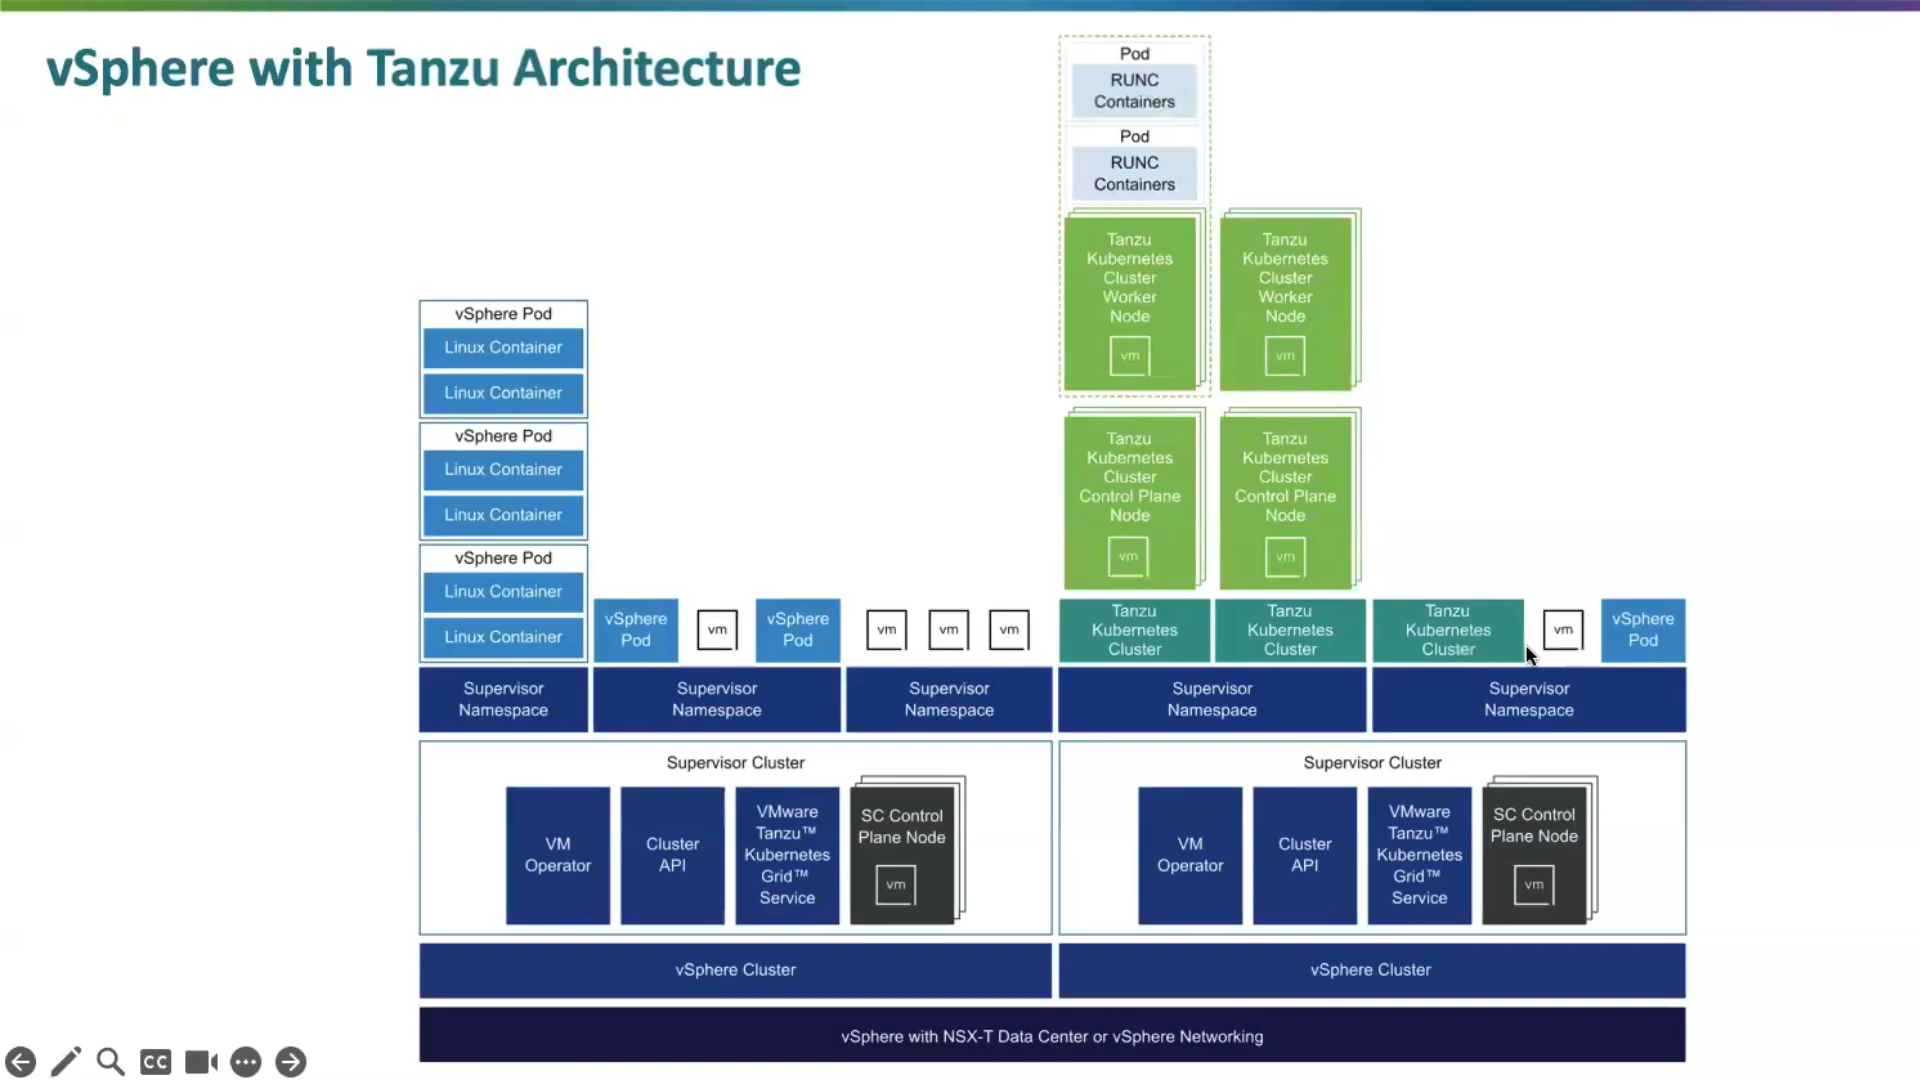 vSphere with Tanzu Architecture
Pod
RUNC
Containers
Pod
RUNC
Containers
Tanzu
Kubernetes
Cluster
Worker
Node
vm
Tanzu
Kubernetes
Cluster
Worker
Node
vm
Tanzu
Kubernetes
Cluster
Control Plane
Node
vm
Tanzu
Kubernetes
Cluster
Control Plane
Node
vm
vSphere Pod
Linux Container
Linux Container
vSphere Pod
Linux Container
Linux Container
vSphere Pod
Linux Container
Linux Container
vSphere
Pod
vm
vSphere
Pod
vm
vm
vm
Tanzu
Kubernetes
Cluster
Tanzu
Kubernetes
Cluster
Tanzu
Kubernetes
Cluster
vm
vSphere
Pod
Supervisor
Namespace
Supervisor
Namespace
Supervisor
Namespace
Supervisor
Namespace
Supervisor
Namespace
Supervisor Cluster
VM
Operator
Cluster
API
VMware
Tanzu™
Kubernetes
Grid™
Service
SC Control
Plane Node
vm
Supervisor Cluster
VM
Operator
Cluster
API
VMware
Tanzu™
Kubernetes
Grid™
Service
SC Control
Plane Node
vm
vSphere Cluster
vSphere Cluster
vSphere with NSX-T Data Center or vSphere Networking
CC